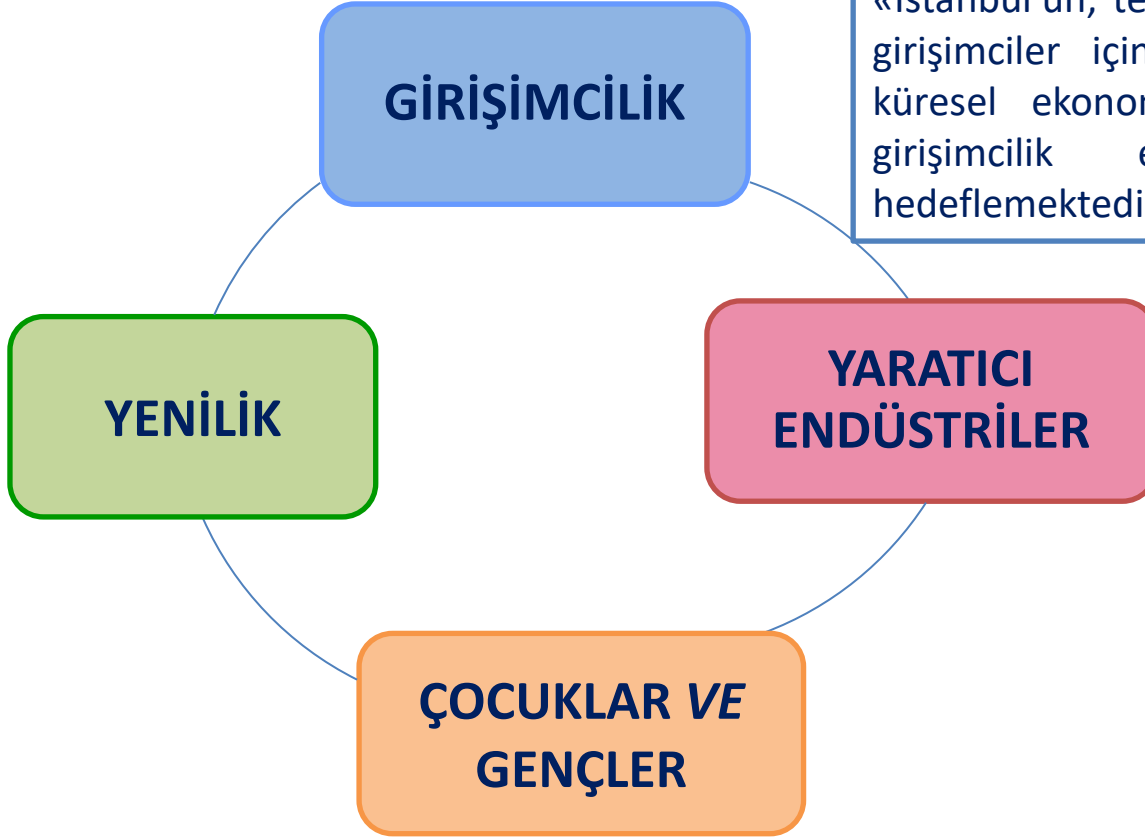 GİRİŞİMCİLİK
girişimciler
küresel
girişimcilik
YENİLİK
YARATICI
ENDÜSTRİLER
ÇOCUKLAR VE
GENÇLER